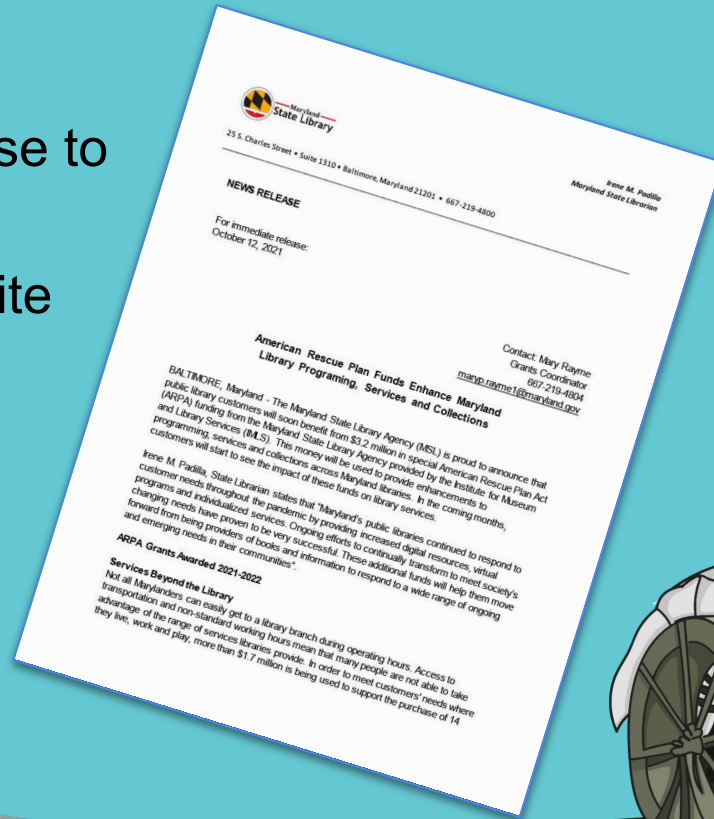 se to
ite
Maryland
State Library
25 S. Charles Street • Suite 1310 • Baltimore, Maryland 21201 • 667-219-4800
Irene M. Padilla
Maryland State Librarian
NEWS RELEASE
For immediate release:
October 12, 2021
Contact: Mary Rayme
Grants Coordinator
667-219-4804
maryp.rayme1@maryland.gov
American Rescue Plan Funds Enhance Maryland
Library Programing, Services and Collections
BALTIMORE, Maryland - The Maryland State Library Agency (MSL) is proud to announce that
public library customers will soon benefit from $3.2 million in special American Rescue Plan Act
(ARPA) funding from the Maryland State Library Agency provided by the Institute for Museum
and Library Services (IMLS). This money will be used to provide enhancements to
programming, services and collections across Maryland libraries. In the coming months,
customers will start to see the impact of these funds on library services.
Irene M. Padilla, State Librarian states that "Maryland's public libraries continued to respond to
customer needs throughout the pandemic by providing increased digital resources, virtual
programs and individualized services. Ongoing efforts to continually transform to meet society's
changing needs have proven to be very successful. These additional funds will help them move
forward from being providers of books and information to respond to a wide range of ongoing
and emerging needs in their communities".
ARPA Grants Awarded 2021-2022
Services Beyond the Library
Not all Marylanders can easily get to a library branch during operating hours. Access to
transportation and non-standard working hours mean that many people are not able to take
advantage of the range of services libraries provide. In order to meet customers' needs where
they live, work and play, more than $1.7 million is being used to support the purchase of 14